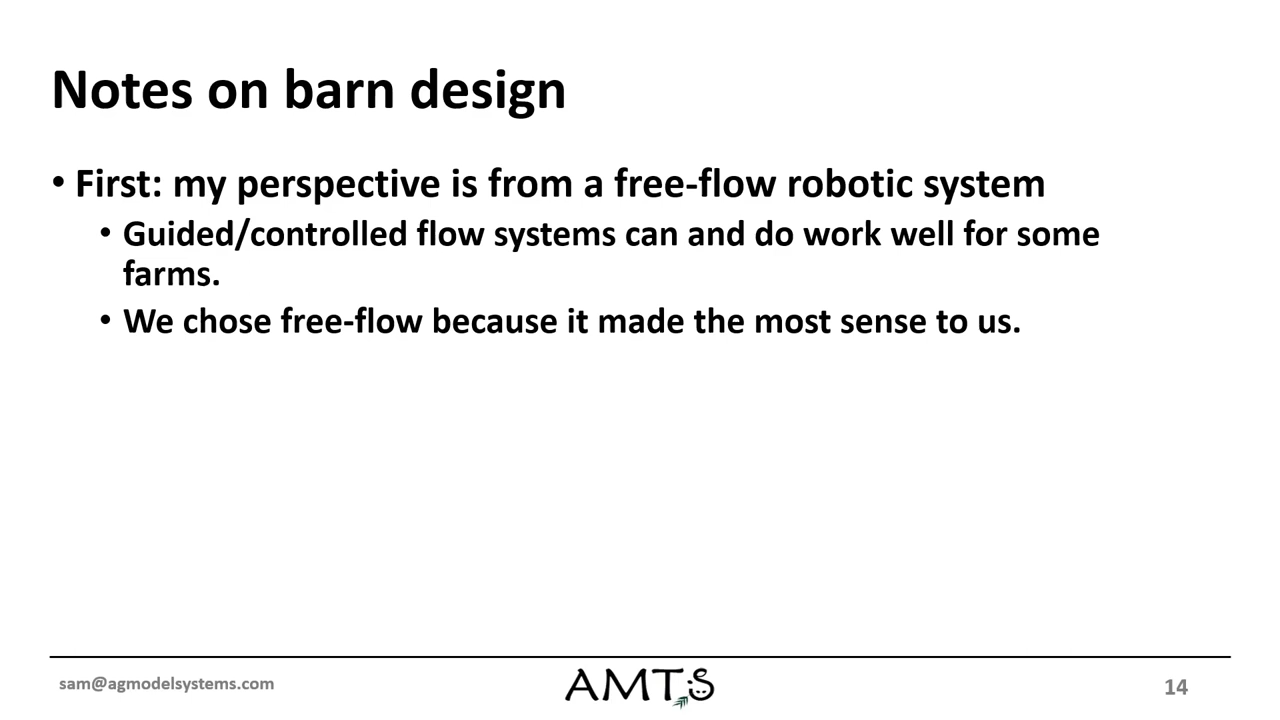 Notes on barn design
• First: my perspective is from a free-flow robotic system
• Guided/controlled flow systems can and do work well for some
farms.
• We chose free-flow because it made the most sense to us.
sam@agmodelsystems.com
AMTS
14